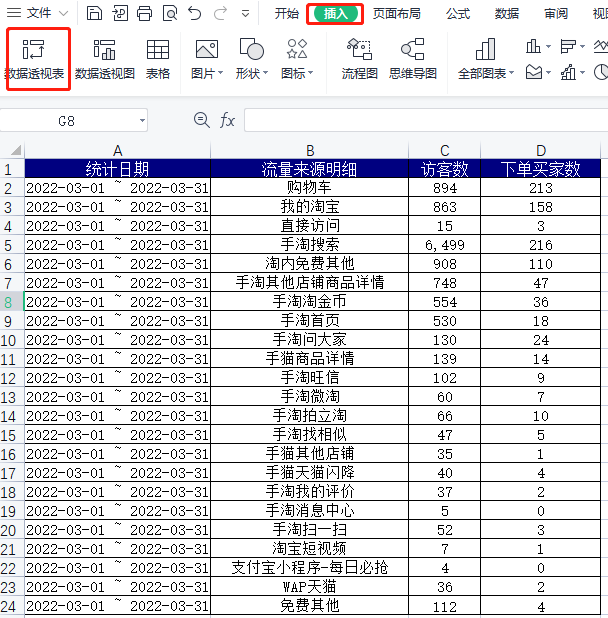 文件 开始 插入 页面布局 公式 数据 审阅
数据透视表 数据透视图 表格 图片 形状 图标 流程图 思维导图 全部图表
G8 fx
A B C D
1 统计日期 流量来源明细 访客数 下单买家数
2 2022-03-01 ~ 2022-03-31 购物车 894 213
3 2022-03-01 ~ 2022-03-31 我的淘宝 863 158
4 2022-03-01 ~ 2022-03-31 直接访问 15 3
5 2022-03-01 ~ 2022-03-31 手淘搜索 6,499 216
6 2022-03-01 ~ 2022-03-31 淘内免费其他 908 110
7 2022-03-01 ~ 2022-03-31 手淘其他店铺商品详情 748 47
8 2022-03-01 ~ 2022-03-31 手淘淘金币 554 36
9 2022-03-01 ~ 2022-03-31 手淘首页 530 18
10 2022-03-01 ~ 2022-03-31 手淘问大家 130 24
11 2022-03-01 ~ 2022-03-31 手猫商品详情 139 14
12 2022-03-01 ~ 2022-03-31 手淘旺信 102 9
13 2022-03-01 ~ 2022-03-31 手淘微淘 60 7
14 2022-03-01 ~ 2022-03-31 手淘拍立淘 66 10
15 2022-03-01 ~ 2022-03-31 手淘找相似 47 5
16 2022-03-01 ~ 2022-03-31 手猫其他店铺 35 1
17 2022-03-01 ~ 2022-03-31 手猫天猫闪降 40 4
18 2022-03-01 ~ 2022-03-31 手淘我的评价 37 2
19 2022-03-01 ~ 2022-03-31 手淘消息中心 5 0
20 2022-03-01 ~ 2022-03-31 手淘扫一扫 52 3
21 2022-03-01 ~ 2022-03-31 淘宝短视频 7 1
22 2022-03-01 ~ 2022-03-31 支付宝小程序-每日必抢 4 0
23 2022-03-01 ~ 2022-03-31 WAP天猫 36 2
24 2022-03-01 ~ 2022-03-31 免费其他 112 4